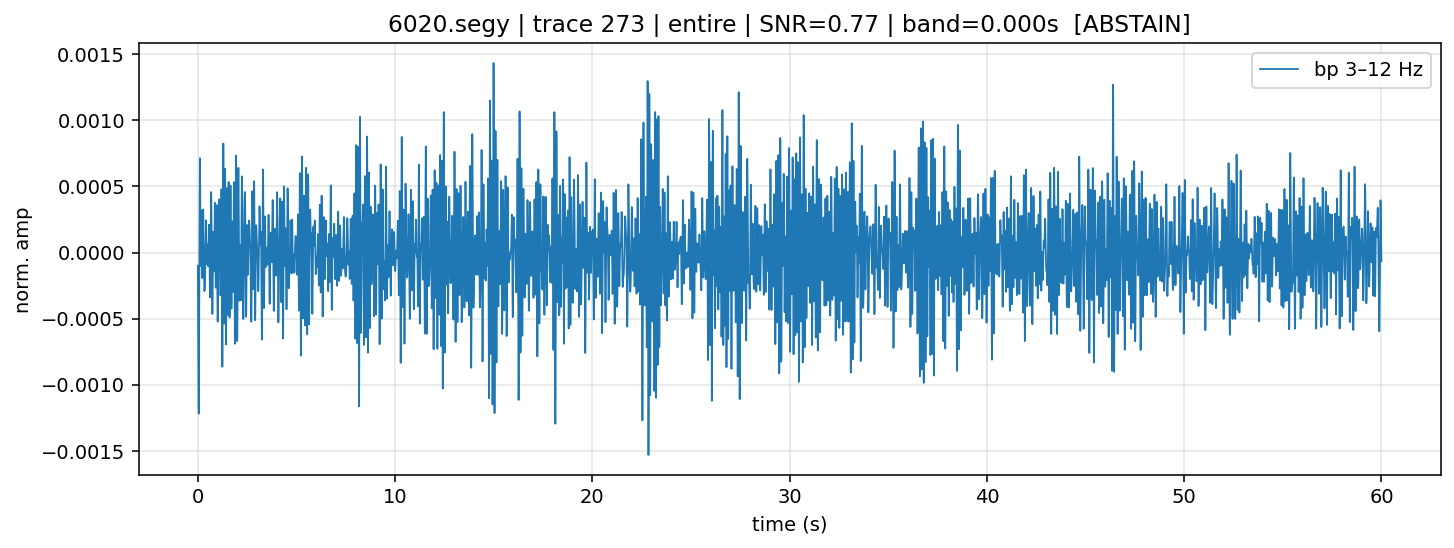 6020.segy | trace 273 | entire | SNR=0.77 | band=0.000s  [ABSTAIN]
bp 3–12 Hz
norm. amp
0.0015
0.0010
0.0005
0.0000
−0.0005
−0.0010
−0.0015
0 10 20 30 40 50 60
time (s)